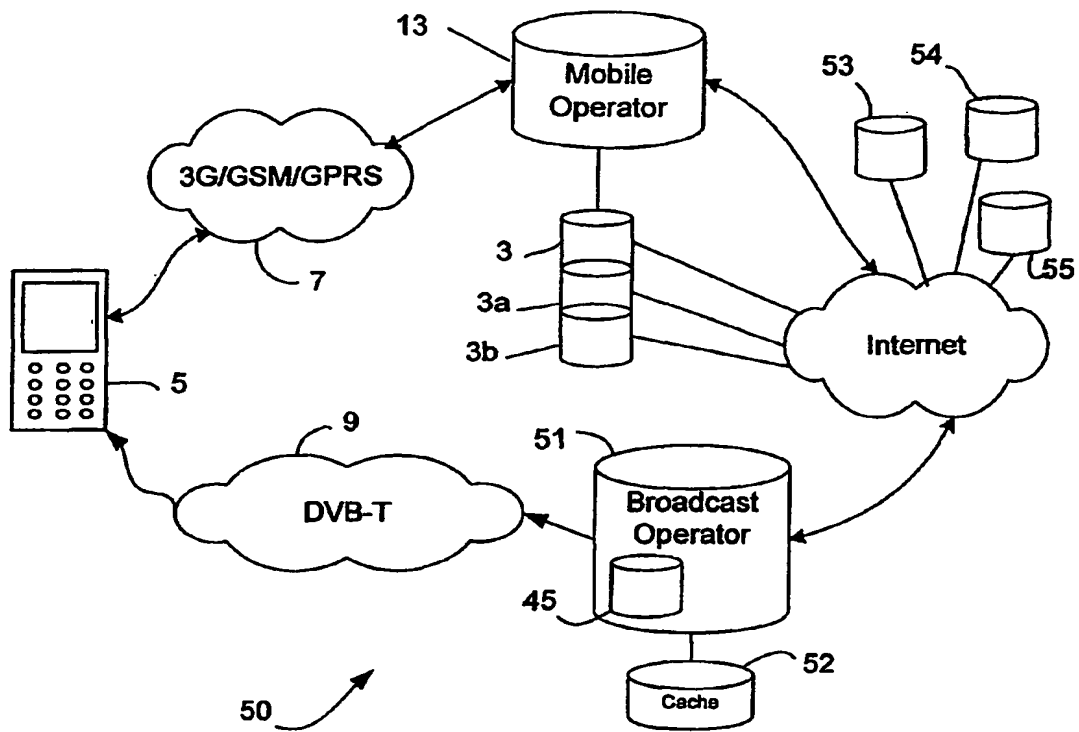 13
Mobile
Operator
53
54
3G/GSM/GPRS
7
3
3a
3b
55
Internet
5
9
DVB-T
51
Broadcast
Operator
45
52
Cache
50